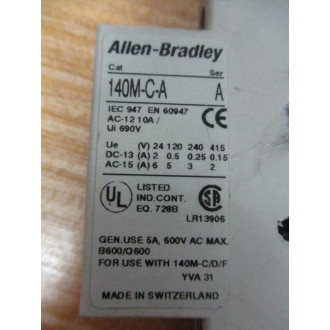 Allen-Bradley
Cat Ser
140M-C-A A
IEC 947 EN 60947
AC-12 10A /
Ui 690V
CE
Ue (V) 24 120 240 415
DC-13 (A) 2 0.5 0.25 0.15
AC-15 (A) 6 5 3 2
UL LISTED
IND.CONT.
EQ. 726B
SA
LR13906
GEN.USE 5A, 600V AC MAX.
B600/Q600
FOR USE WITH 140M-C/D/F
YVA 31
MADE IN SWITZERLAND